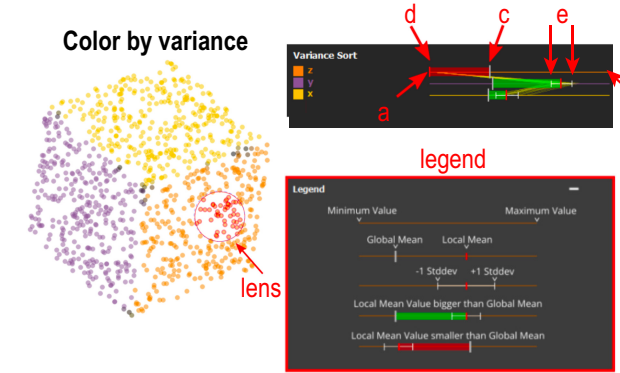 d
c
e
Color by variance
Variance Sort
z
y
x
a
legend
Legend
Minimum Value
Maximum Value
Global Mean
Local Mean
-1 Stddev
+1 Stddev
lens
Local Mean Value bigger than Global Mean
Local Mean Value smaller than Global Mean